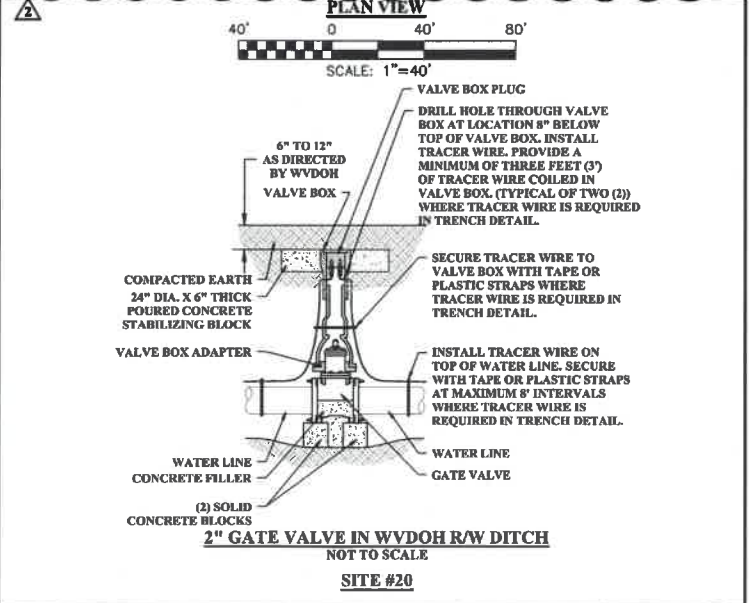 2
PLAN VIEW
40' 0 40' 80'
SCALE: 1"=40'
VALVE BOX PLUG
DRILL HOLE THROUGH VALVE
BOX AT LOCATION 8" BELOW
TOP OF VALVE BOX. INSTALL
TRACER WIRE. PROVIDE A
MINIMUM OF THREE FEET (3')
OF TRACER WIRE COILED IN
VALVE BOX. (TYPICAL OF TWO (2))
WHERE TRACER WIRE IS REQUIRED
IN TRENCH DETAIL.
6" TO 12"
AS DIRECTED
BY WVDOH
VALVE BOX
SECURE TRACER WIRE TO
VALVE BOX WITH TAPE OR
PLASTIC STRAPS WHERE
TRACER WIRE IS REQUIRED IN
TRENCH DETAIL.
COMPACTED EARTH
24" DIA. X 6" THICK
POURED CONCRETE
STABILIZING BLOCK
VALVE BOX ADAPTER
INSTALL TRACER WIRE ON
TOP OF WATER LINE. SECURE
WITH TAPE OR PLASTIC STRAPS
AT MAXIMUM 8' INTERVALS
WHERE TRACER WIRE IS
REQUIRED IN TRENCH DETAIL.
WATER LINE
CONCRETE FILLER
(2) SOLID
CONCRETE BLOCKS
WATER LINE
GATE VALVE
2" GATE VALVE IN WVDOH R/W DITCH
NOT TO SCALE
SITE #20